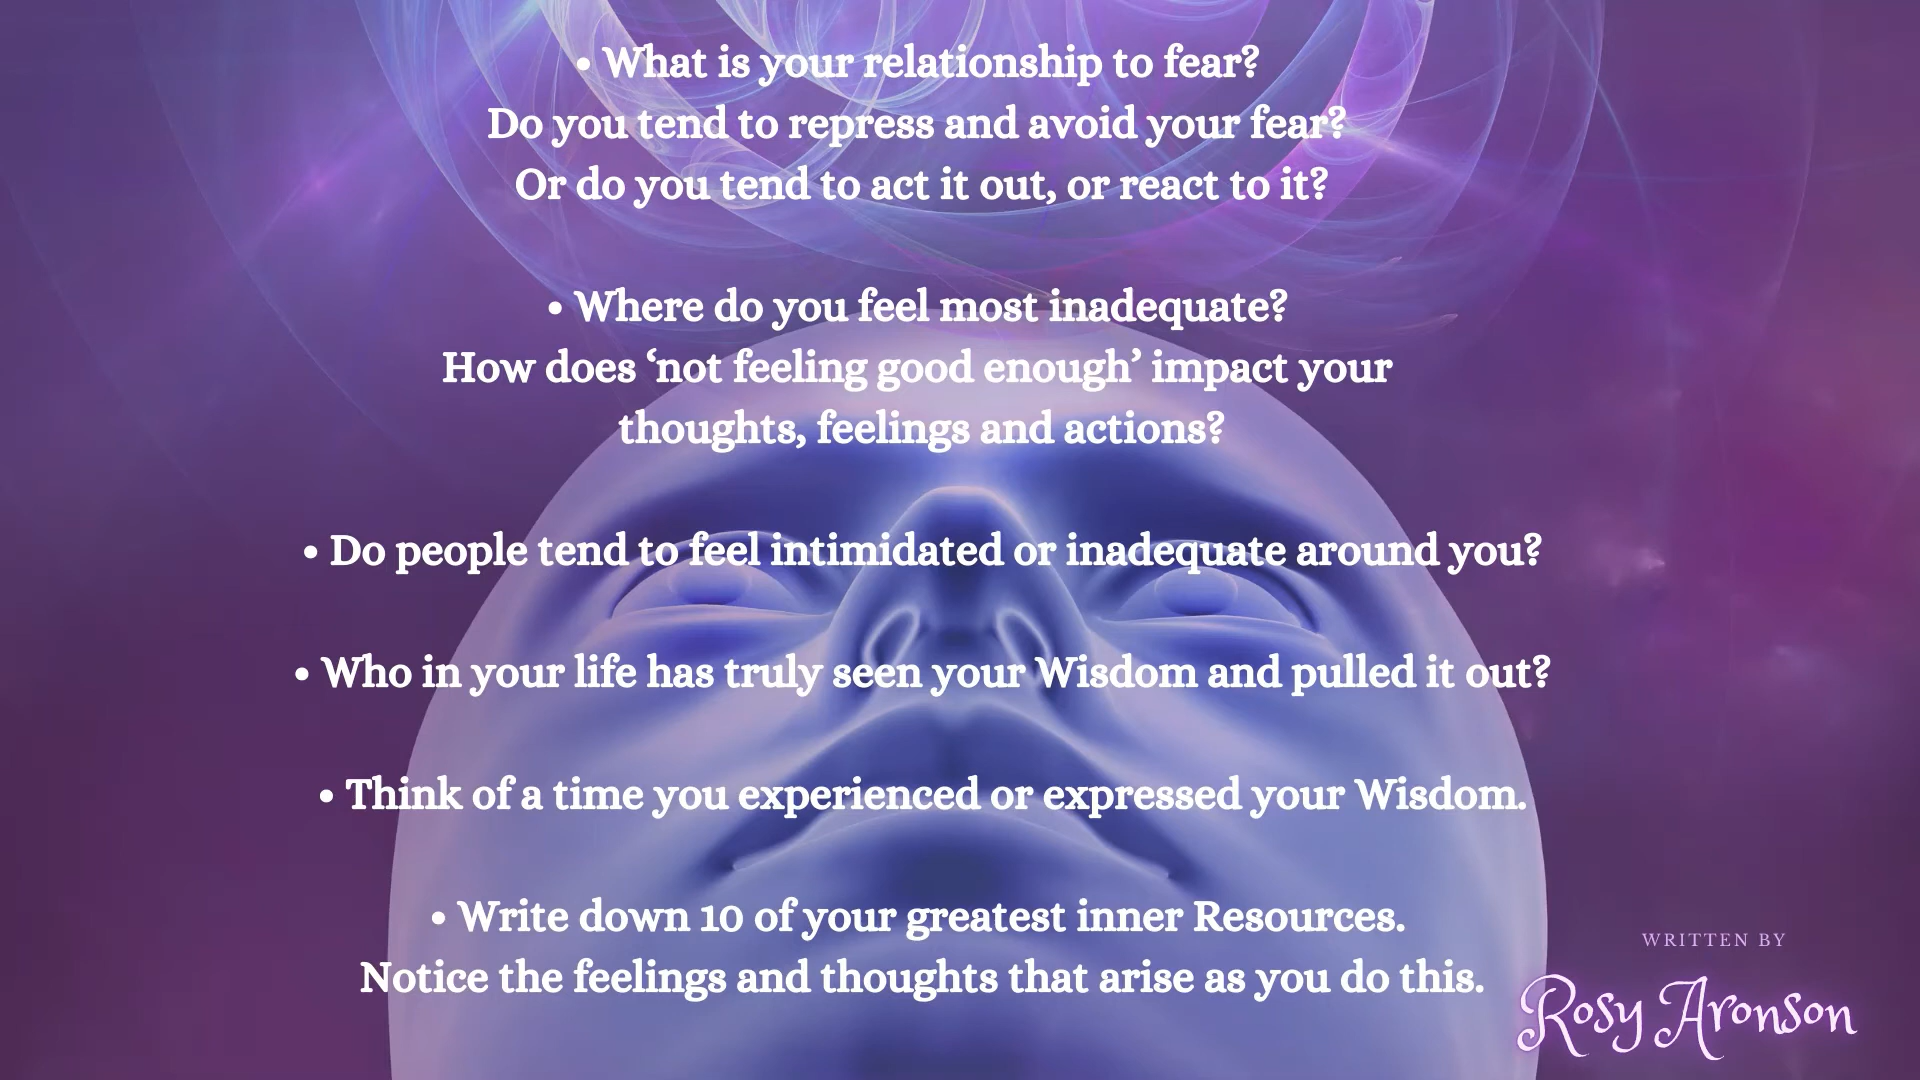 • What is your relationship to fear?
Do you tend to repress and avoid your fear?
Or do you tend to act it out, or react to it?
• Where do you feel most inadequate?
How does ‘not feeling good enough’ impact your
thoughts, feelings and actions?
• Do people tend to feel intimidated or inadequate around you?
• Who in your life has truly seen your Wisdom and pulled it out?
• Think of a time you experienced or expressed your Wisdom.
• Write down 10 of your greatest inner Resources.
Notice the feelings and thoughts that arise as you do this.
WRITTEN BY
Rosy Aronson